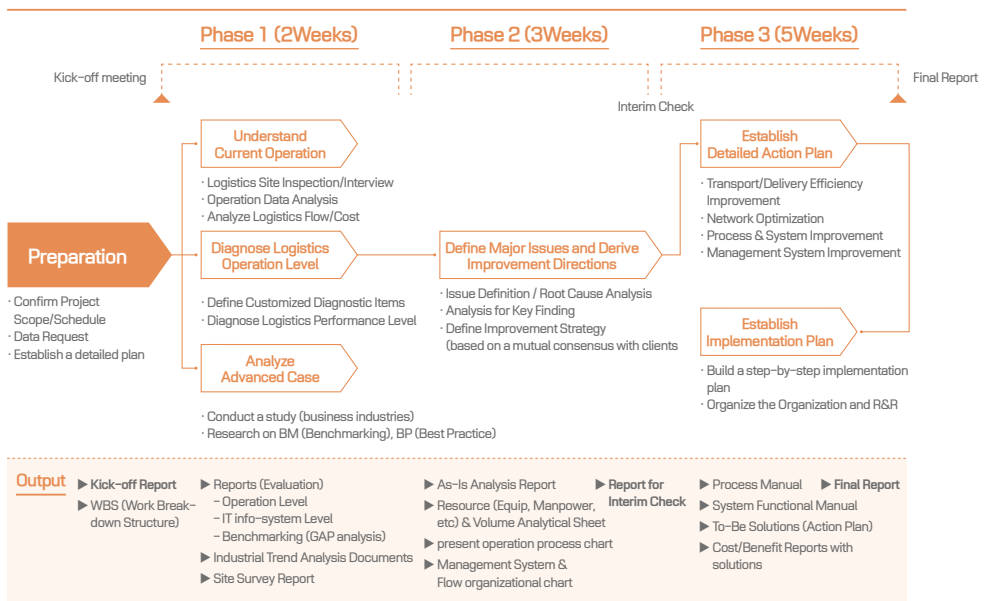 Phase 1 (2Weeks)
Phase 2 (3Weeks)
Phase 3 (5Weeks)
Kick-off meeting
Interim Check
Final Report
Preparation
· Confirm Project
Scope/Schedule
· Data Request
· Establish a detailed plan
Understand
Current Operation
· Logistics Site Inspection/Interview
· Operation Data Analysis
· Analyze Logistics Flow/Cost
Diagnose Logistics
Operation Level
· Define Customized Diagnostic Items
· Diagnose Logistics Performance Level
Analyze
Advanced Case
· Conduct a study (business industries)
· Research on BM (Benchmarking), BP (Best Practice)
Define Major Issues and Derive
Improvement Directions
· Issue Definition / Root Cause Analysis
· Analysis for Key Finding
· Define Improvement Strategy
(based on a mutual consensus with clients
Establish
Detailed Action Plan
· Transport/Delivery Efficiency
Improvement
· Network Optimization
· Process & System Improvement
· Management System Improvement
Establish
Implementation Plan
· Build a step-by-step implementation
plan
· Organize the Organization and R&R
Output
▶ Kick-off Report
▶ WBS (Work Break-
down Structure)
▶ Reports (Evaluation)
– Operation Level
– IT info-system Level
– Benchmarking (GAP analysis)
▶ Industrial Trend Analysis Documents
▶ Site Survey Report
▶ As-Is Analysis Report
▶ Resource (Equip, Manpower,
etc) & Volume Analytical Sheet
▶ present operation process chart
▶ Management System &
Flow organizational chart
▶ Report for
Interim Check
▶ Process Manual
▶ System Functional Manual
▶ To-Be Solutions (Action Plan)
▶ Cost/Benefit Reports with
solutions
▶ Final Report